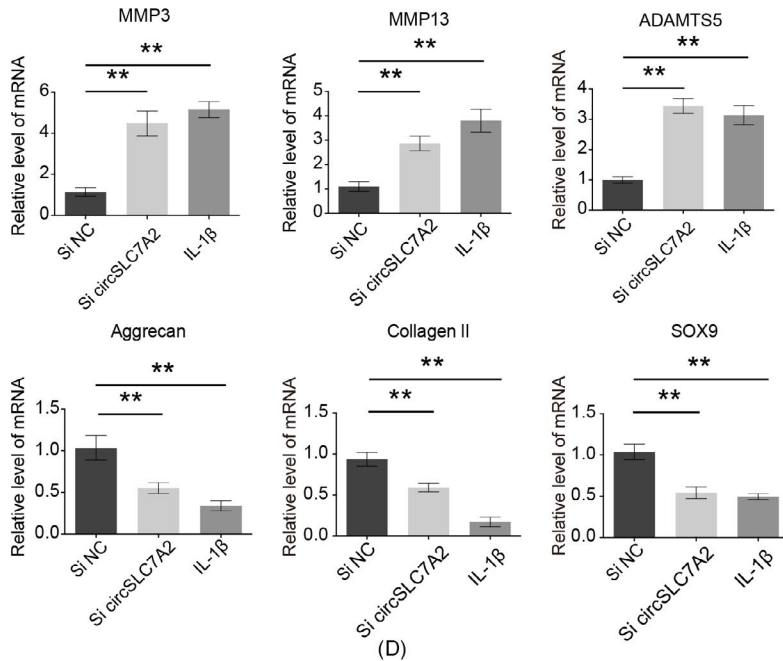 MMP3
Relative level of mRNA
6
4
2
0
**
**
Si NC
Si circSLC7A2
IL-1β
MMP13
Relative level of mRNA
5
4
3
2
1
0
**
**
Si NC
Si circSLC7A2
IL-1β
ADAMTS5
Relative level of mRNA
4
3
2
1
0
**
**
Si NC
Si circSLC7A2
IL-1β
Aggrecan
Relative level of mRNA
1.5
1.0
0.5
0.0
**
**
Si NC
Si circSLC7A2
IL-1β
Collagen II
Relative level of mRNA
1.5
1.0
0.5
0.0
**
**
Si NC
Si circSLC7A2
IL-1β
SOX9
Relative level of mRNA
1.5
1.0
0.5
0.0
**
**
Si NC
Si circSLC7A2
IL-1β
(D)